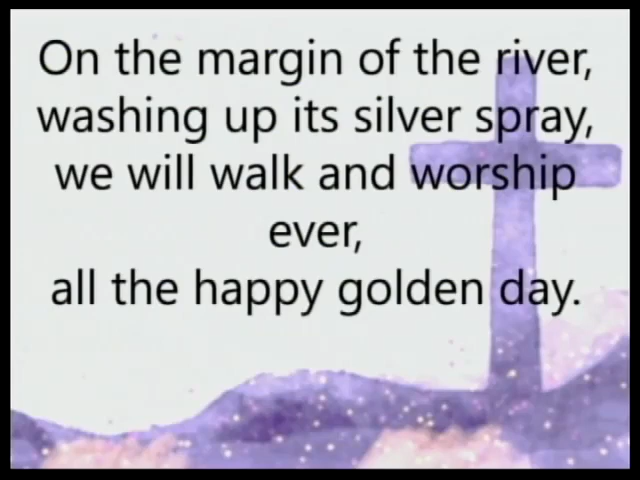 On the margin of the river,
washing up its silver spray,
we will walk and worship
ever,
all the happy golden day.